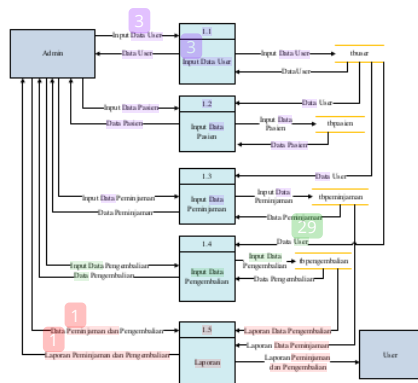 3
Input Data User
1.1
Admin
Data User
3
Input Data User
tbuser
Input Data User
DataUser
1.2
Data User
Input Data Pasien
Data Pasien
Input Data
Pasien
Input Data
Pasien
tbpasien
Data Pasien
1.3
Data User
Input Data Peminjaman
Data Peminjaman
Input Data
Peminjaman
Input Data
Peminjaman
tbpeminjaman
Data Peminjaman
29
1.4
Data User
Input Data Pengembalian
Data Pengembalian
Input Data
Pengembalian
Input Data
Pengembalian
tbpengembalian
Data Pengembalian
1
Data Peminjaman dan Pengembalian
1.5
Laporan Data Pengembalian
1
Laporan Peminjaman dan Pengembalian
Laporan
Laporan Data Peminjaman
Laporan Peminjaman
dan Pengembalian
User